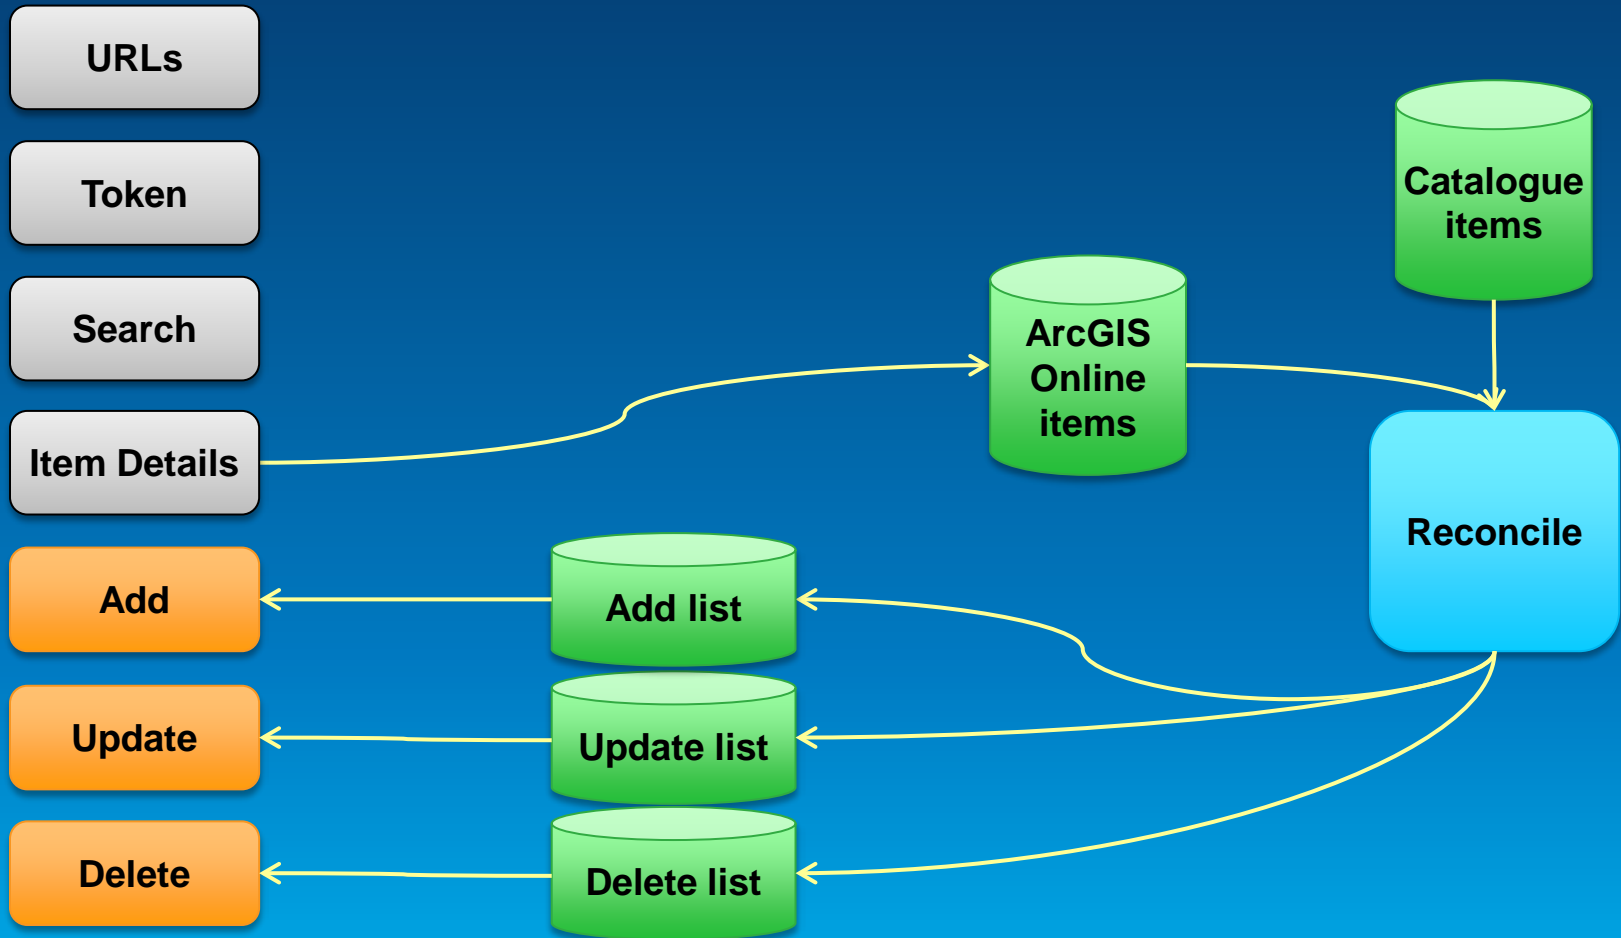 URLs
Token
Search
Item Details
Add
Update
Delete
Add list
Update list
Delete list
ArcGIS
Online
items
Catalogue
items
Reconcile